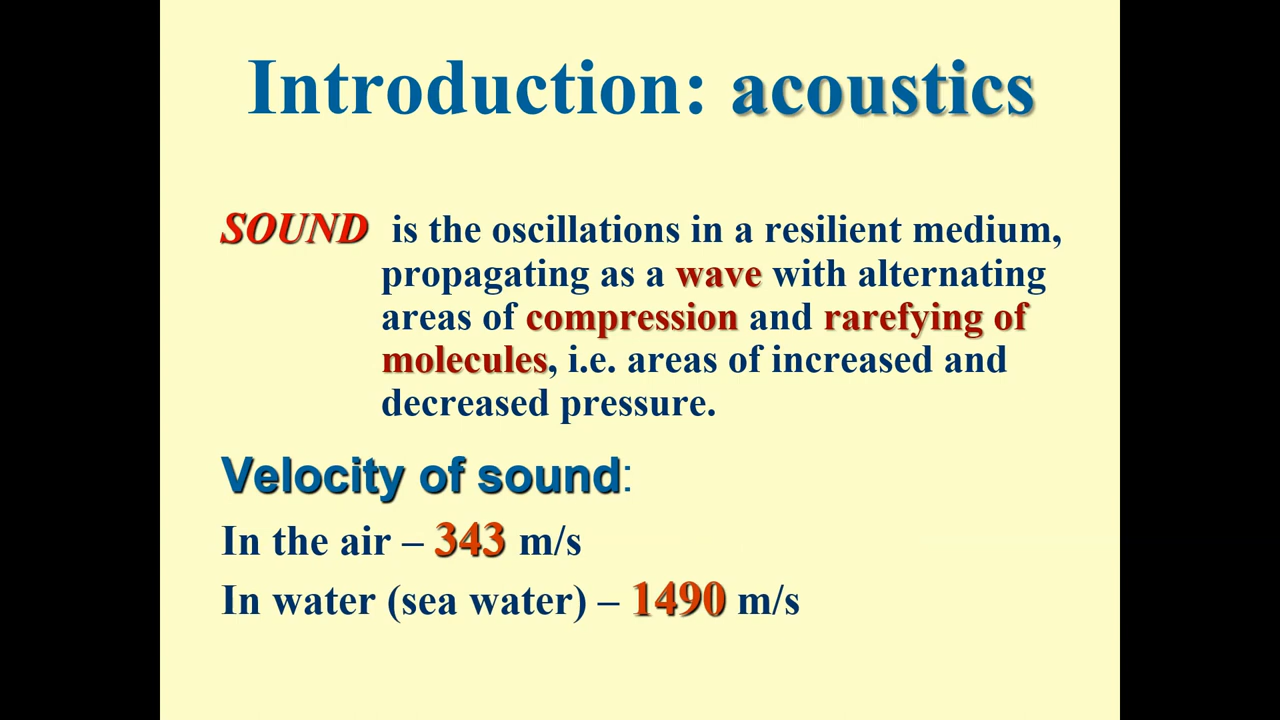 Introduction: acoustics
SOUND is the oscillations in a resilient medium,
propagating as a wave with alternating
areas of compression and rarefying of
molecules, i.e. areas of increased and
decreased pressure.
Velocity of sound:
In the air – 343 m/s
In water (sea water) – 1490 m/s